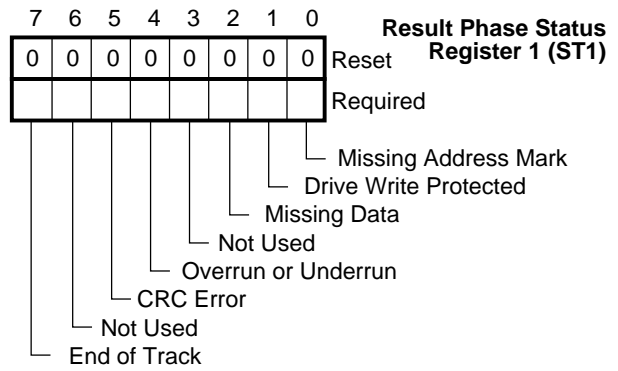 7 6 5 4 3 2 1 0
Result Phase Status
Register 1 (ST1)
0 0 0 0 0 0 0 0 Reset
Required
Missing Address Mark
Drive Write Protected
Missing Data
Not Used
Overrun or Underrun
CRC Error
Not Used
End of Track